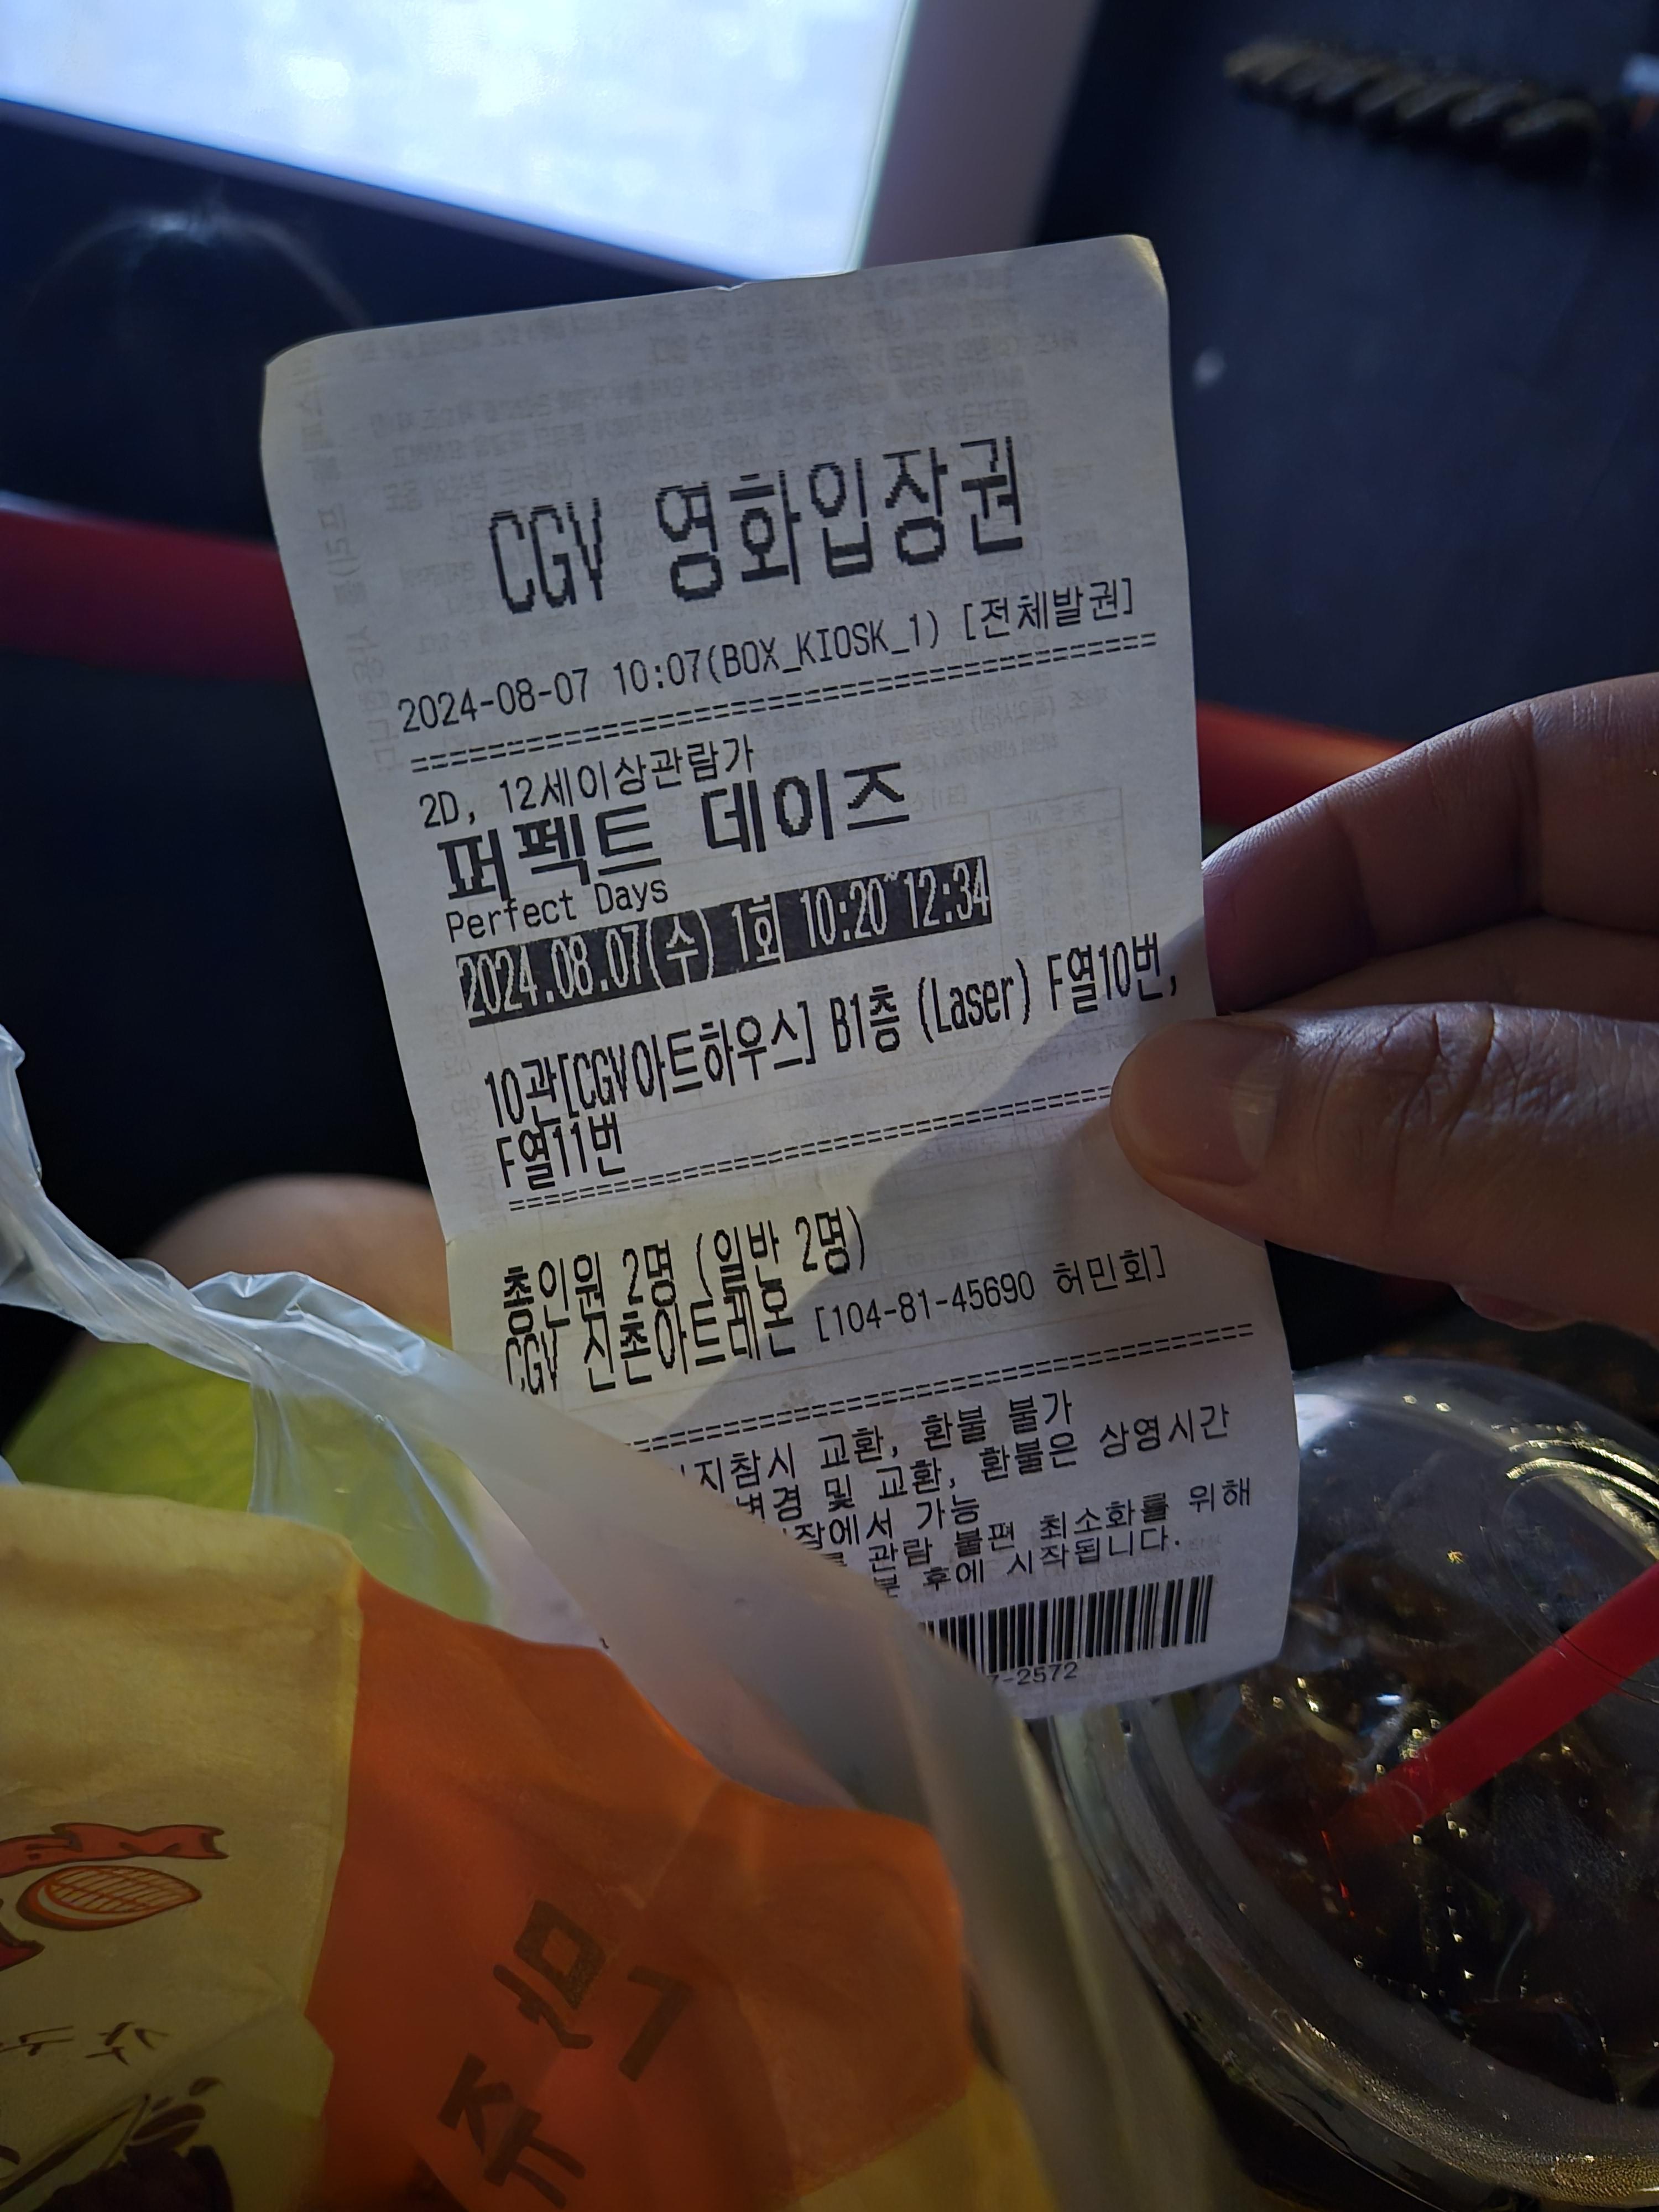 CGV 영화입장권
2024-08-07 10:07(BOX_KIOSK_1) [전체발권]
2D, 12세이상관람가
퍼펙트 데이즈
Perfect Days
2024.08.07(수) 1회 10:20~12:34
10관[CGV아트하우스] B1층 (Laser) F열10번,
F열11번
총인원 2명 (일반 2명)
CGV 신촌아트레온 [104-81-45690 허민회]
지참시 교환, 환불 불가
변경 및 교환, 환불은 상영시간
장에서 가능
관람 불편 최소화를 위해
후에 시작됩니다.
7-2572